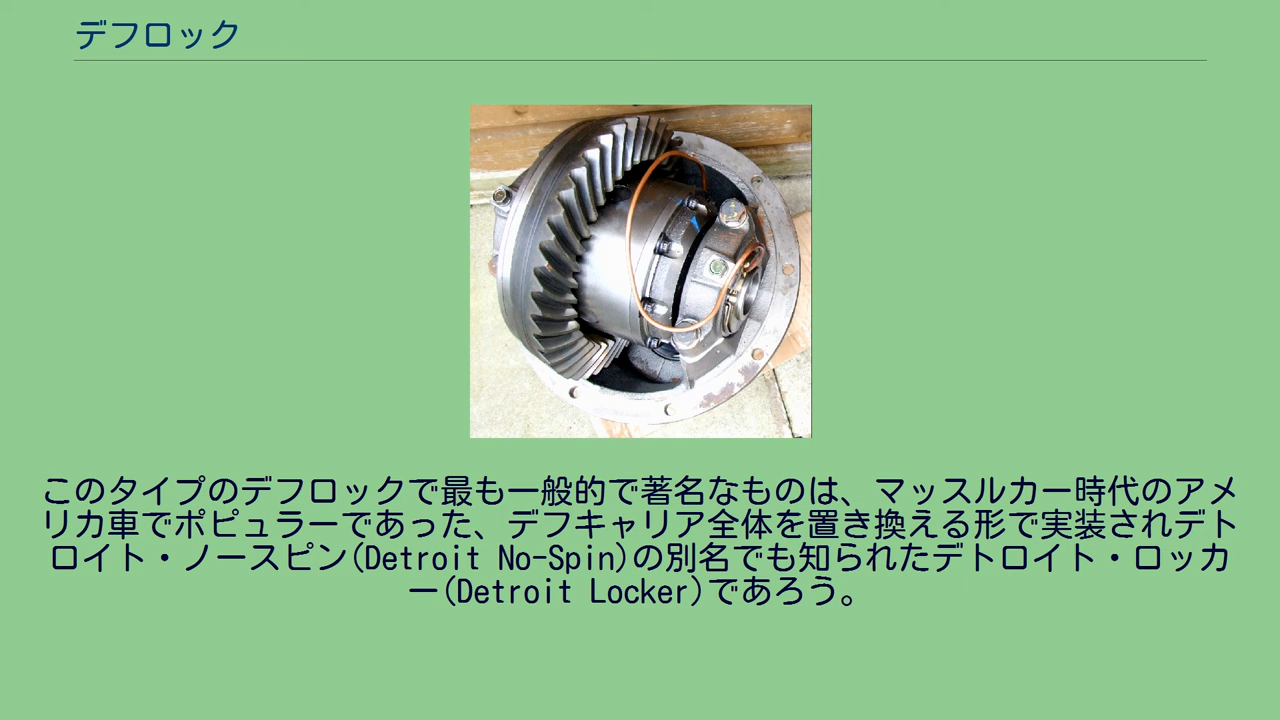 デフロック
このタイプのデフロックで最も一般的で著名なものは、マッスルカー時代のアメ
リカ車でポピュラーであった、デフキャリア全体を置き換える形で実装されデト
ロイト・ノースピン(Detroit No-Spin)の別名でも知られたデトロイト・ロッカ
ー(Detroit Locker)であろう。